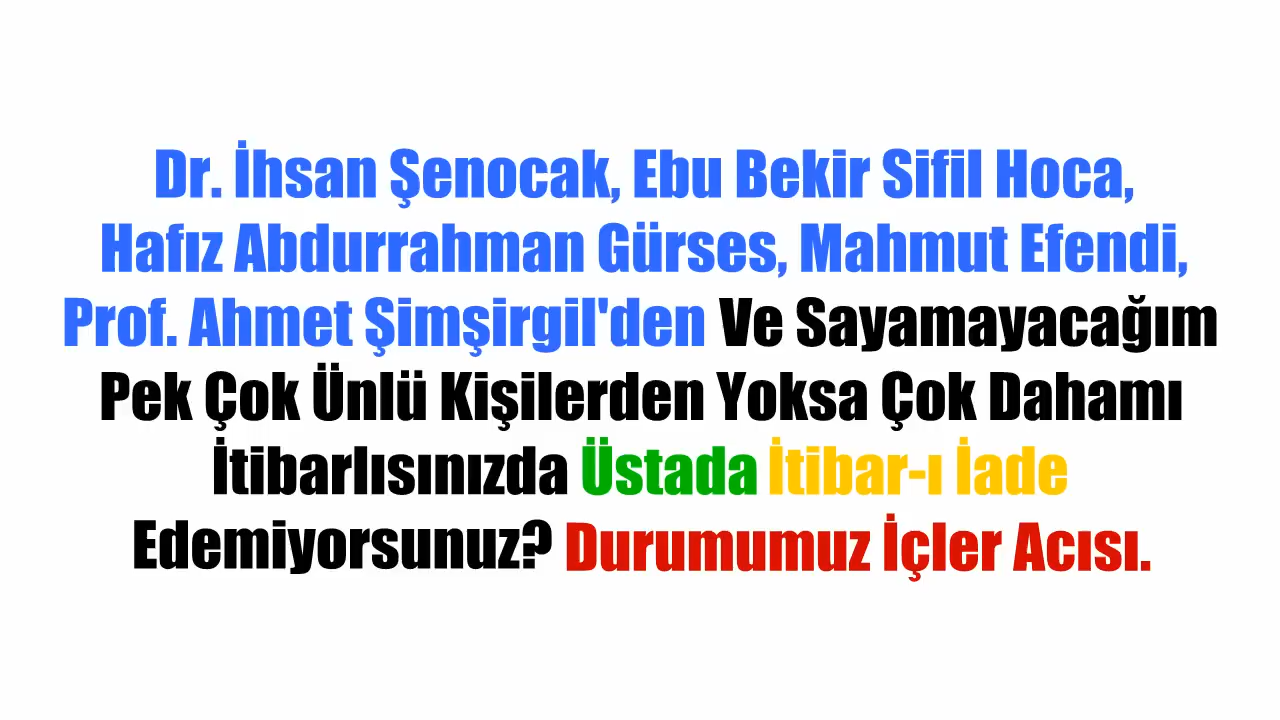 Dr. İhsan Şenocak, Ebu Bekir Sifil Hoca,
Hafız Abdurrahman Gürses, Mahmut Efendi,
Prof. Ahmet Şimşirgil'den Ve Sayamayacağım
Pek Çok Ünlü Kişilerden Yoksa Çok Dahamı
İtibarlısınızda Üstada İtibar-ı İade
Edemiyorsunuz? Durumumuz İçler Acısı.